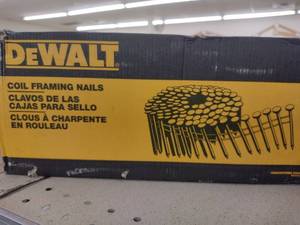 DEWALT
COIL FRAMING NAILS
CLAVOS DE LAS
CAJAS PARA SELLO
CLOUS À CHARPENTE
EN ROULEAU